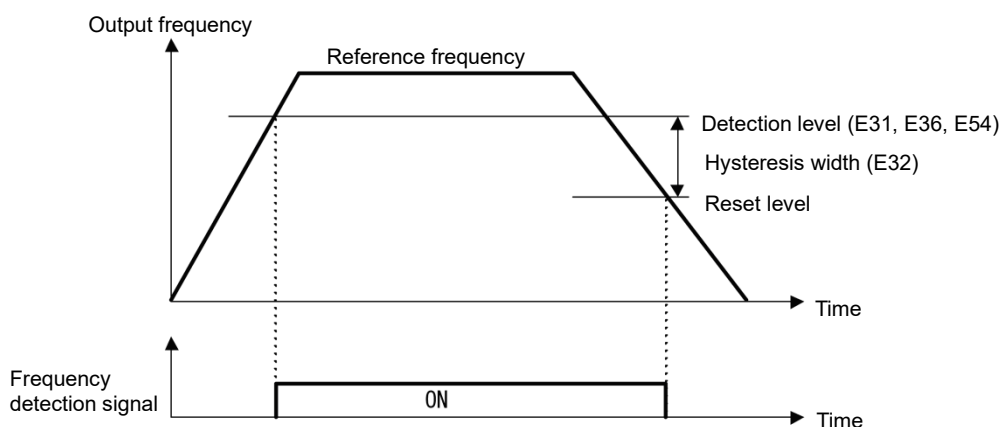 Output frequency
Reference frequency
Detection level (E31, E36, E54)
Hysteresis width (E32)
Reset level
Time
Frequency
detection signal
ON
Time